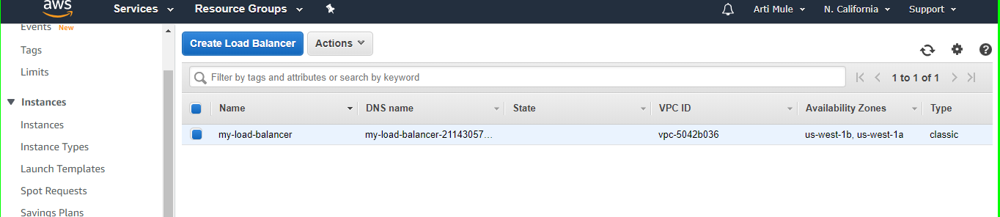 aws
Services
Resource Groups
Arti Mule
N. California
Support
Events New
Tags
Limits
Instances
Instances
Instance Types
Launch Templates
Spot Requests
Savings Plans
Create Load Balancer
Actions
Filter by tags and attributes or search by keyword
1 to 1 of 1
Name DNS name State VPC ID Availability Zones Type
my-load-balancer my-load-balancer-21143057... vpc-5042b036 us-west-1b, us-west-1a classic